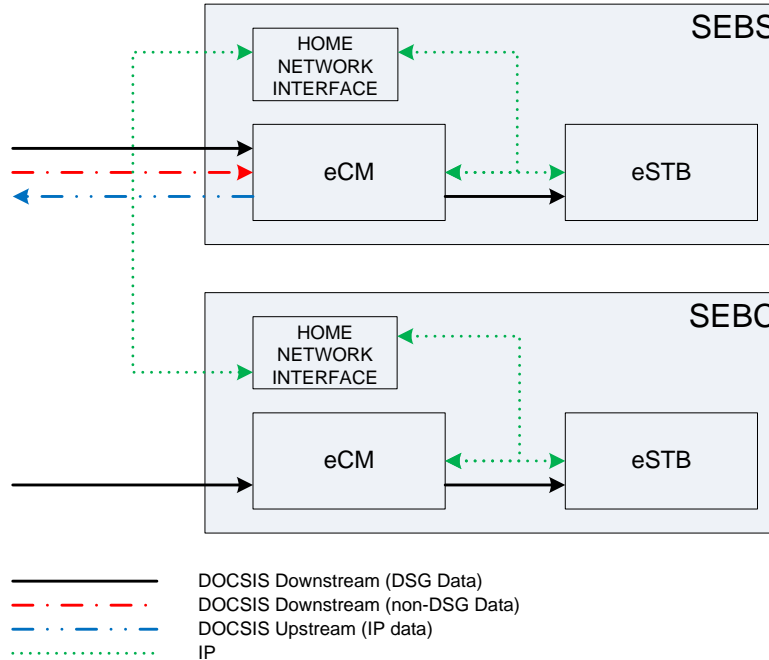 SEBS
HOME
NETWORK
INTERFACE
eCM
eSTB
SEBC
HOME
NETWORK
INTERFACE
eCM
eSTB
DOCSIS Downstream (DSG Data)
DOCSIS Downstream (non-DSG Data)
DOCSIS Upstream (IP data)
IP